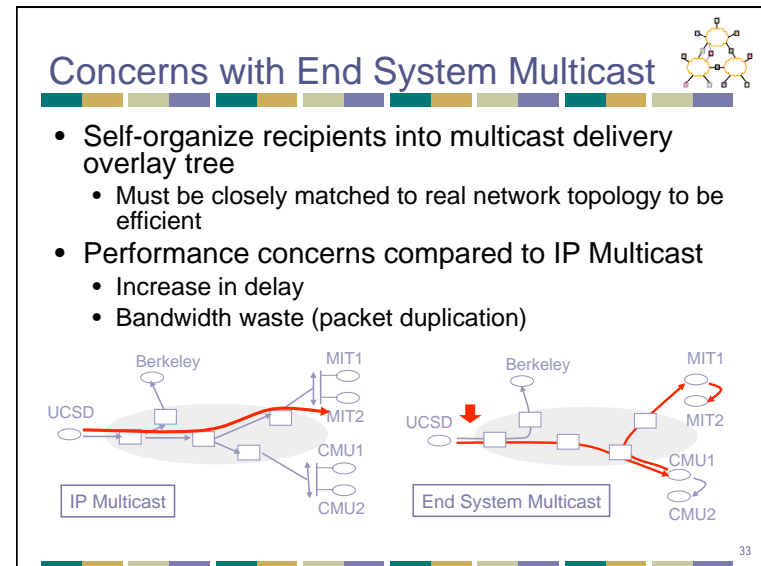 Concerns with End System Multicast
• Self-organize recipients into multicast delivery
overlay tree
• Must be closely matched to real network topology to be
efficient
• Performance concerns compared to IP Multicast
• Increase in delay
• Bandwidth waste (packet duplication)
Berkeley
MIT1
UCSD
MIT2
CMU1
IP Multicast
CMU2
Berkeley
MIT1
UCSD
MIT2
CMU1
End System Multicast
CMU2
33